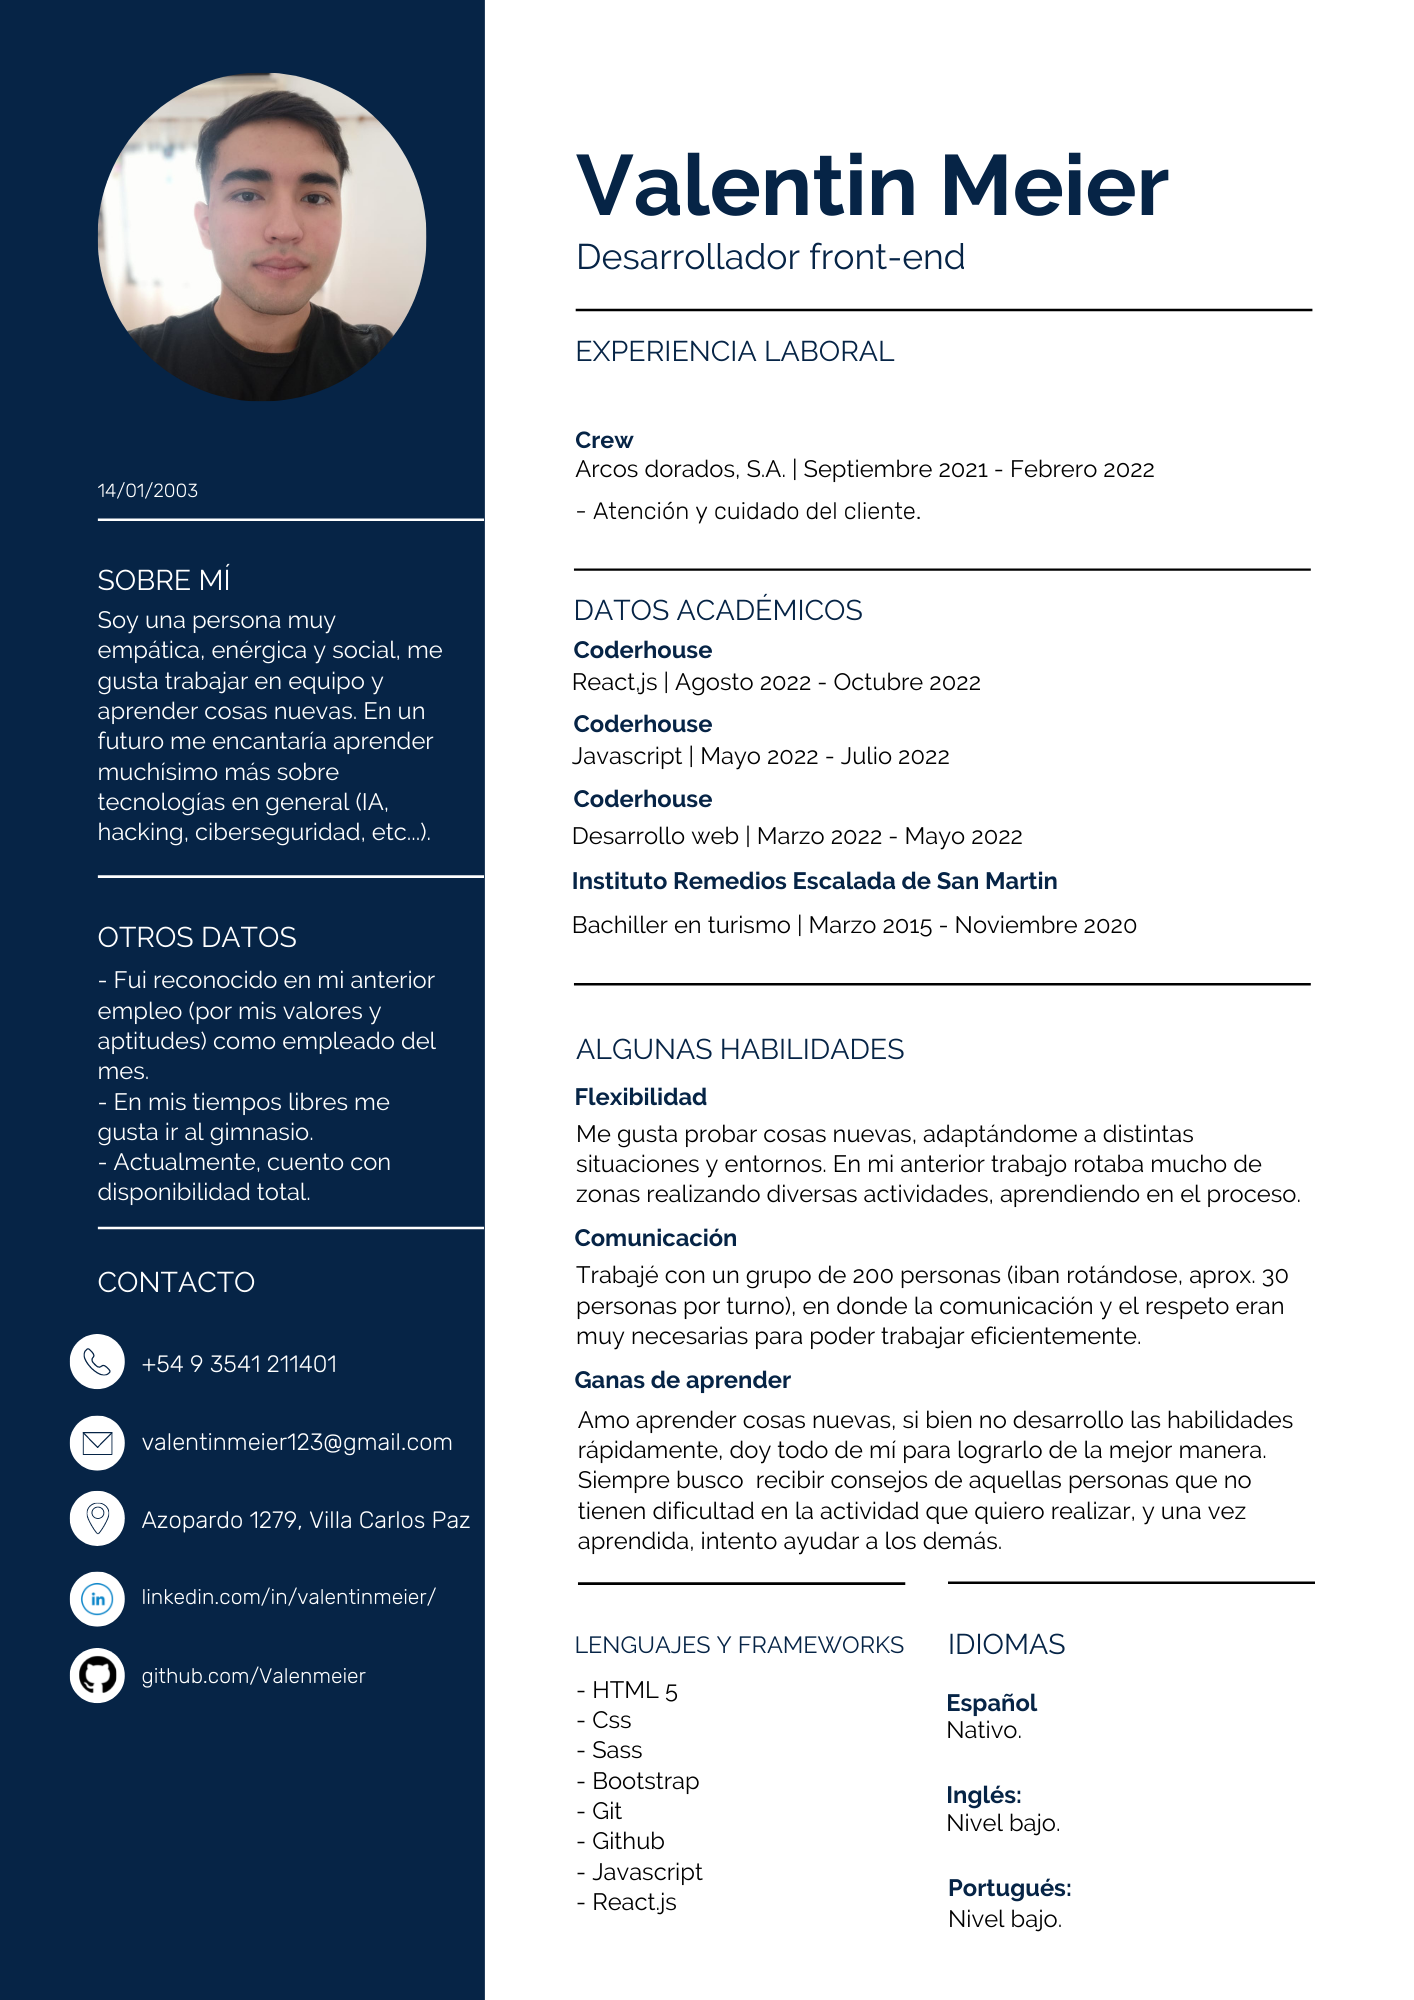 14/01/2003
SOBRE MÍ
Soy una persona muy
empática, enérgica y social, me
gusta trabajar en equipo y
aprender cosas nuevas. En un
futuro me encantaría aprender
muchísimo más sobre
tecnologías en general (IA,
hacking, ciberseguridad, etc...).
OTROS DATOS
- Fui reconocido en mi anterior
empleo (por mis valores y
aptitudes) como empleado del
mes.
- En mis tiempos libres me
gusta ir al gimnasio.
- Actualmente, cuento con
disponibilidad total.
CONTACTO
+54 9 3541 211401
valentinmeier123@gmail.com
Azopardo 1279, Villa Carlos Paz
in
linkedin.com/in/valentinmeier/
github.com/Valenmeier
Valentin Meier
Desarrollador front-end
EXPERIENCIA LABORAL
Crew
Arcos dorados, S.A. | Septiembre 2021 - Febrero 2022
- Atención y cuidado del cliente.
DATOS ACADÉMICOS
Coderhouse
React.js | Agosto 2022 - Octubre 2022
Coderhouse
Javascript | Mayo 2022 - Julio 2022
Coderhouse
Desarrollo web | Marzo 2022 - Mayo 2022
Instituto Remedios Escalada de San Martin
Bachiller en turismo | Marzo 2015 - Noviembre 2020
ALGUNAS HABILIDADES
Flexibilidad
Me gusta probar cosas nuevas, adaptándome a distintas
situaciones y entornos. En mi anterior trabajo rotaba mucho de
zonas realizando diversas actividades, aprendiendo en el proceso.
Comunicación
Trabajé con un grupo de 200 personas (iban rotándose, aprox. 30
personas por turno), en donde la comunicación y el respeto eran
muy necesarias para poder trabajar eficientemente.
Ganas de aprender
Amo aprender cosas nuevas, si bien no desarrollo las habilidades
rápidamente, doy todo de mí para lograrlo de la mejor manera.
Siempre busco  recibir consejos de aquellas personas que no
tienen dificultad en la actividad que quiero realizar, y una vez
aprendida, intento ayudar a los demás.
LENGUAJES Y FRAMEWORKS
- HTML 5
- Css
- Sass
- Bootstrap
- Git
- Github
- Javascript
- React.js
IDIOMAS
Español
Nativo.
Inglés:
Nivel bajo.
Portugués:
Nivel bajo.